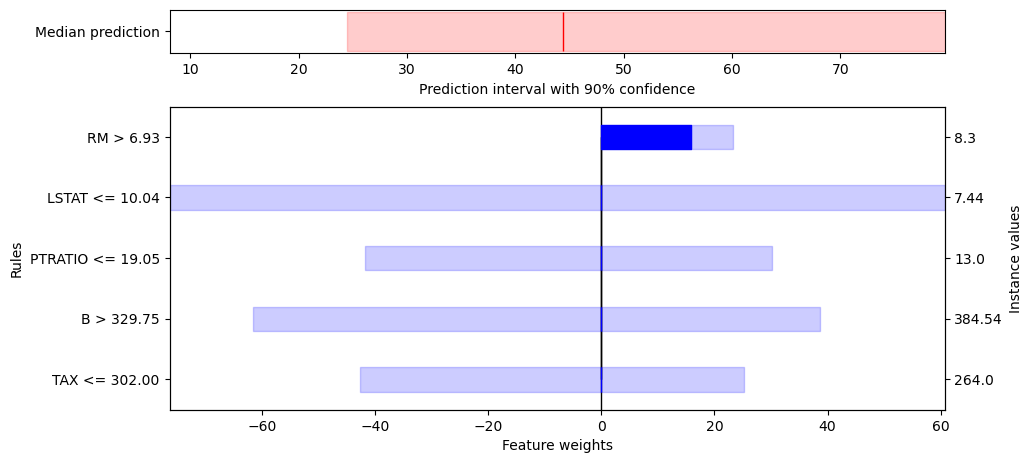 Median prediction
10 20 30 40 50 60 70
Prediction interval with 90% confidence
RM > 6.93 8.3
LSTAT <= 10.04 7.44
PTRATIO <= 19.05 13.0
B > 329.75 384.54
TAX <= 302.00 264.0
Rules
Instance values
−60 −40 −20 0 20 40 60
Feature weights